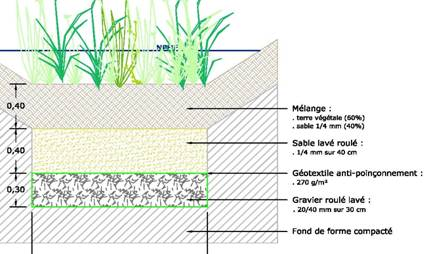 0,40
Mélange :
. terre végétale (60%)
. sable 1/4 mm (40%)
0,40
Sable lavé roulé :
. 1/4 mm sur 40 cm
Géotextile anti-poinçonnement :
. 270 g/m²
0,30
Gravier roulé lavé :
. 20/40 mm sur 30 cm
Fond de forme compacté